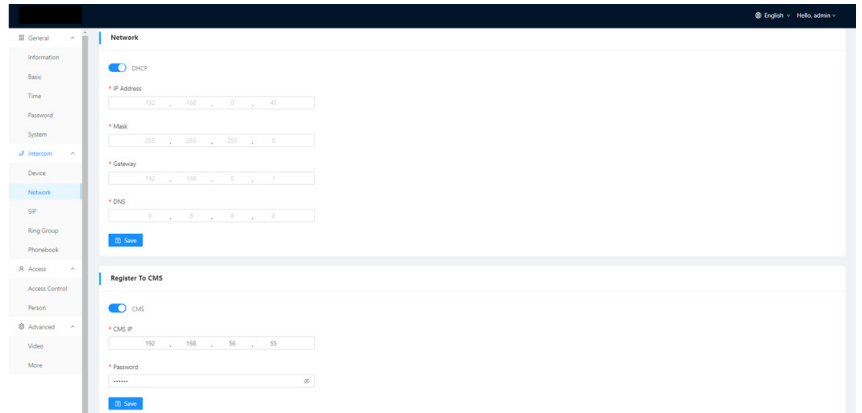 English Hello, admin
General
Information
Basic
Time
Password
System
Intercom
Device
Network
SIP
Ring Group
Phonebook
Access
Access Control
Person
Advanced
Video
More
Network
DHCP
* IP Address
192 . 168 . 0 . 45
* Mask
255 . 255 . 250 . 0
* Gateway
192 . 168 . 0 . 1
* DNS
8 . 8 . 8 . 8
Save
Register To CMS
CMS
* CMS IP
192 . 168 . 56 . 55
* Password
••••••
Save